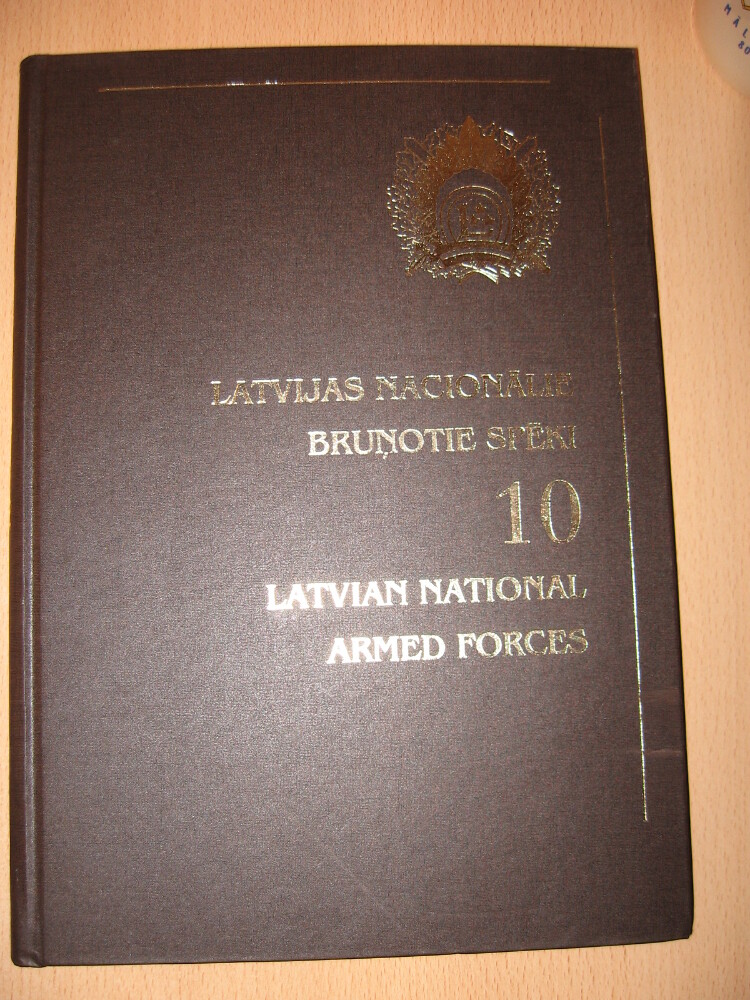 LATVIJAS NACIONĀLIE
BRUŅOTIE SPĒKI
10
LATVIAN NATIONAL
ARMED FORCES